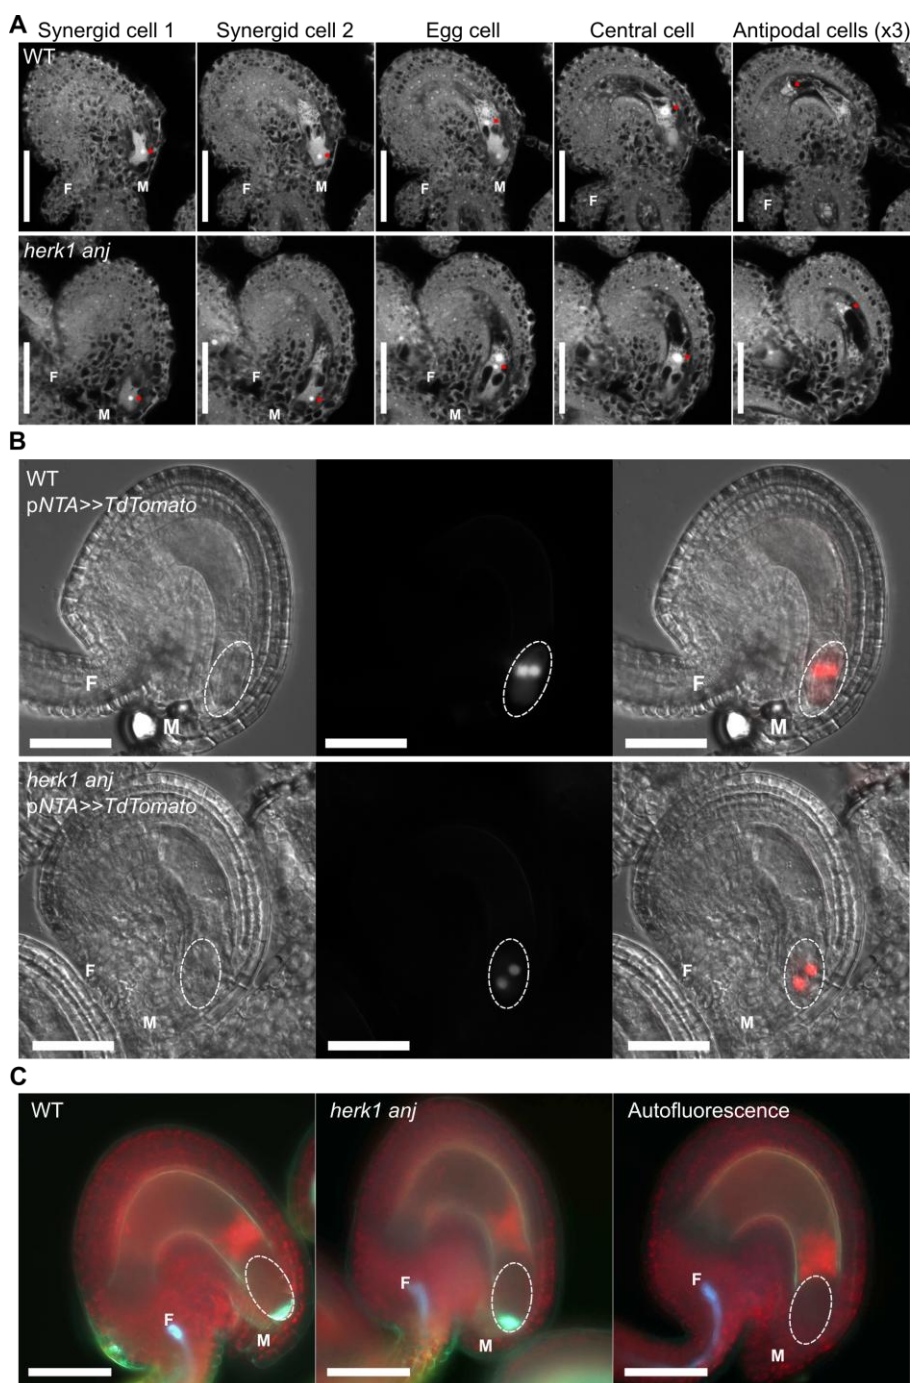 A
Synergid cell 1 Synergid cell 2 Egg cell Central cell Antipodal cells (x3)
WT
F M F M F M F F
herk1 anj
F M F M F M
B
WT
pNTA>>TdTomato
F F
M M
herk1 anj
pNTA>>TdTomato
F F
M M
C
WT herk1 anj Autofluorescence
F F F
M M M